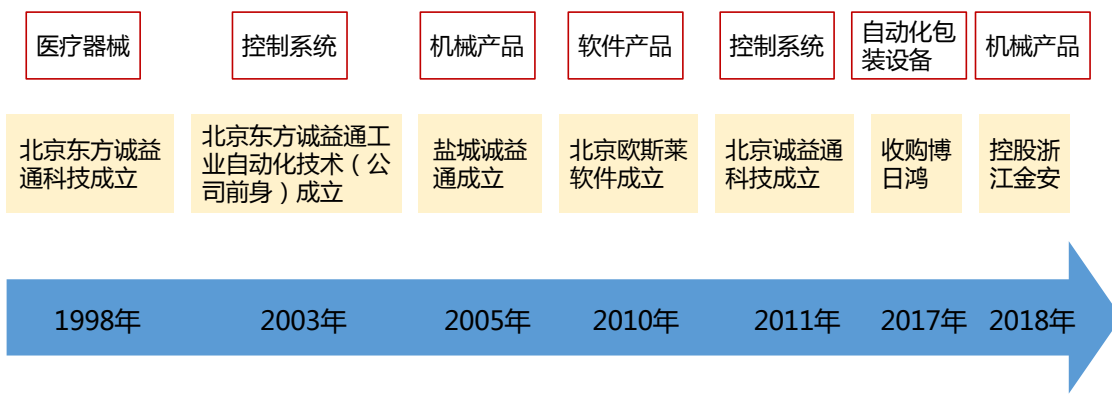 医疗器械
控制系统
机械产品
软件产品
控制系统
自动化包
装设备
机械产品
北京东方诚益
通科技成立
北京东方诚益通工
业自动化技术（公
司前身）成立
盐城诚益
通成立
北京欧斯莱
软件成立
北京诚益通
科技成立
收购博
日鸿
控股浙
江金安
1998年
2003年
2005年
2010年
2011年
2017年
2018年